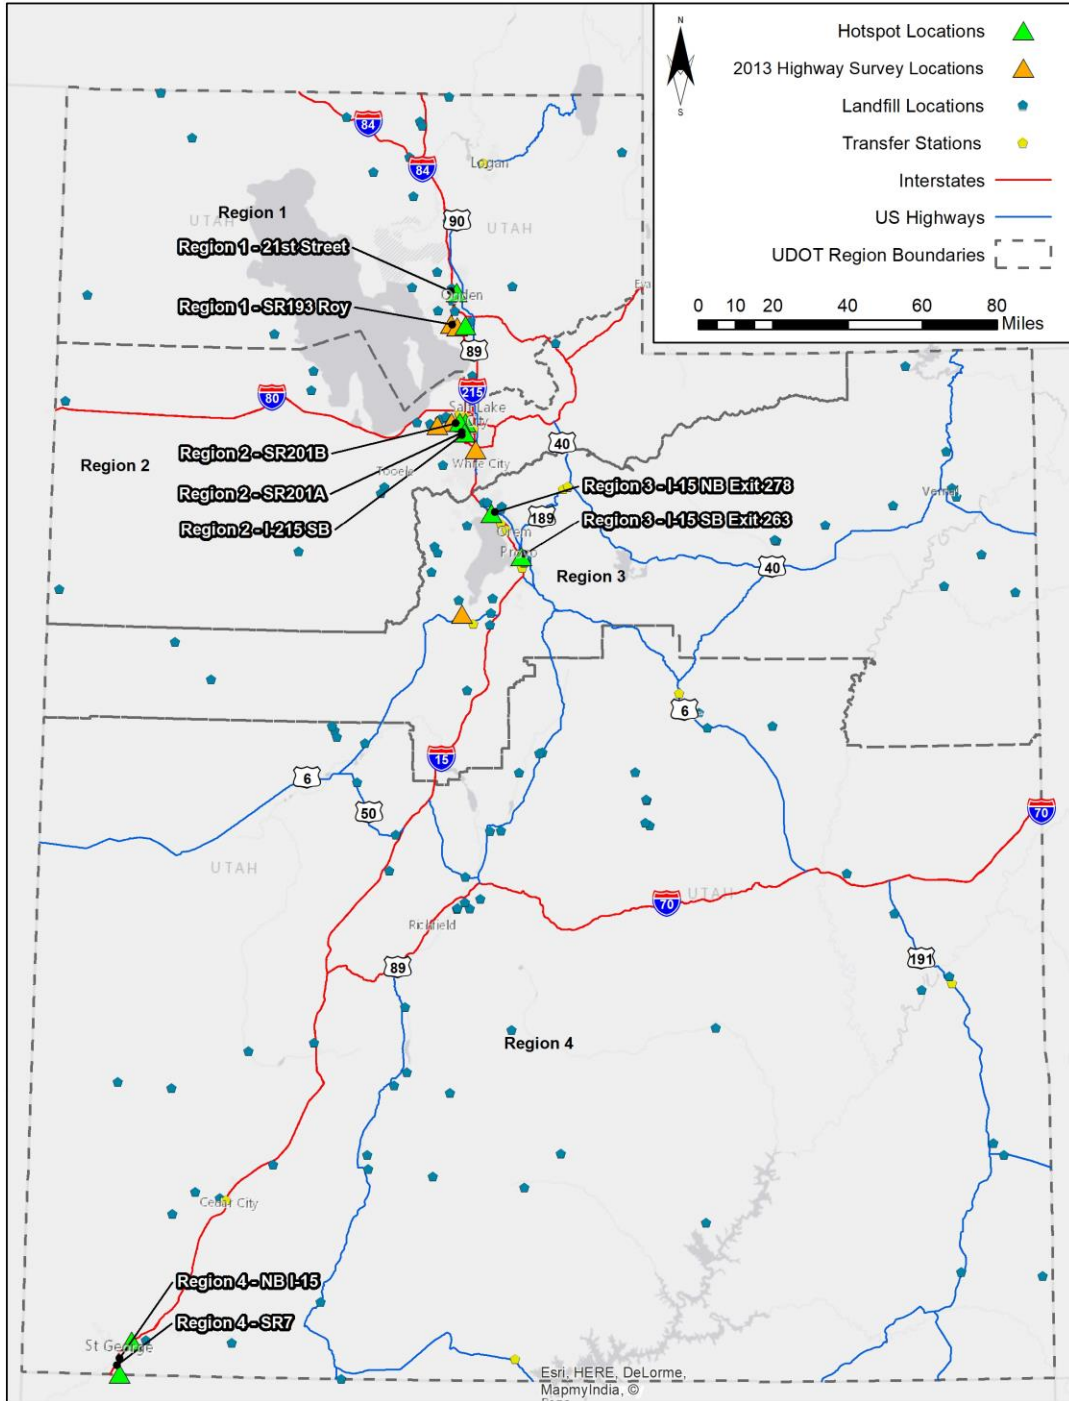 N
S
Hotspot Locations
2013 Highway Survey Locations
Landfill Locations
Transfer Stations
Interstates
US Highways
UDOT Region Boundaries
0 5 10 20 40 60 80
Miles
84
Logan
84
Region 1
UTAH
90
UTAH
Region 1 - 21st Street
Ogden
Eva
Region 1 - SR193 Roy
89
80
215
Salt Lake
City
40
Region 2 - SR201B
Region 2
Tooele
White City
Region 2 - SR201A
Region 3 - I-15 NB Exit 278
Vernal
Region 2 - I-215 SB
189
Region 3 - I-15 SB Exit 263
Orem
Provo
40
Region 3
6
15
6
50
70
UTAH
UTAH
70
Rickfield
89
191
Region 4
Cedar City
Region 4 - NB I-15
Region 4 - SR7
St George
Esri, HERE, DeLorme,
MapmyIndia, ©